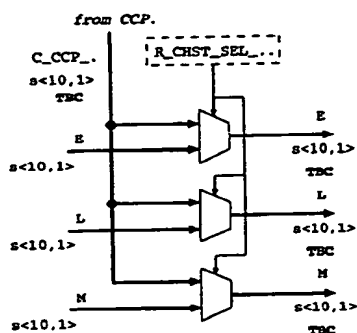 from CCP.
C_CCP_.
s<10,1>
TBC
R_CHST_SEL_..
E
s<10,1>
E
s<10,1>
TBC
L
s<10,1>
L
s<10,1>
TBC
M
s<10,1>
M
s<10,1>
TBC